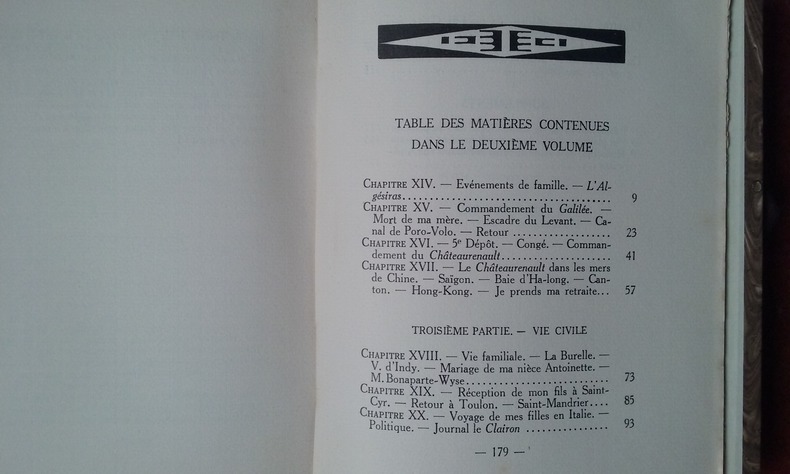 TABLE DES MATIÈRES CONTENUES
DANS LE DEUXIÈME VOLUME
CHAPITRE XIV. — Evénements de famille. — L'Al-
gésiras........................................ 9
CHAPITRE XV. — Commandement du Galilée. —
Mort de ma mère. — Escadre du Levant. — Ca-
nal de Poro-Volo. — Retour ................... 23
CHAPITRE XVI. — 5e Dépôt. — Congé. — Comman-
dement du Châteaurenault..................... 41
CHAPITRE XVII. — Le Châteaurenault dans les mers
de Chine. — Saïgon. — Baie d'Ha-long. — Can-
ton. — Hong-Kong. — Je prends ma retraite... 57
TROISIÈME PARTIE. — VIE CIVILE
CHAPITRE XVIII. — Vie familiale. — La Burelle. —
V. d'Indy. — Mariage de ma nièce Antoinette. —
M. Bonaparte-Wyse........................... 73
CHAPITRE XIX. — Réception de mon fils à Saint-
Cyr. — Retour à Toulon. — Saint-Mandrier.... 85
CHAPITRE XX. — Voyage de mes filles en Italie. —
Politique. — Journal le Clairon ................ 93
— 179 —